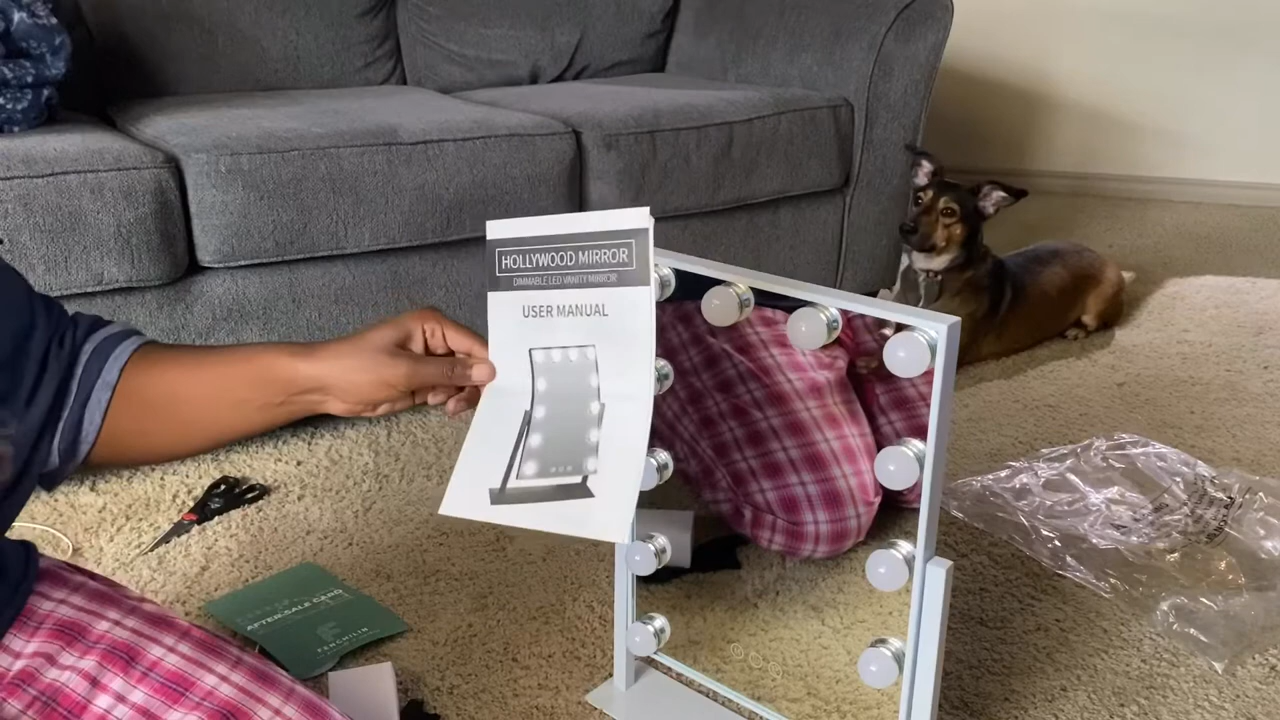 HOLLYWOOD MIRROR
DIMMABLE LED VANITY MIRROR
USER MANUAL
AFTER-SALE CARD
FENCHILIN